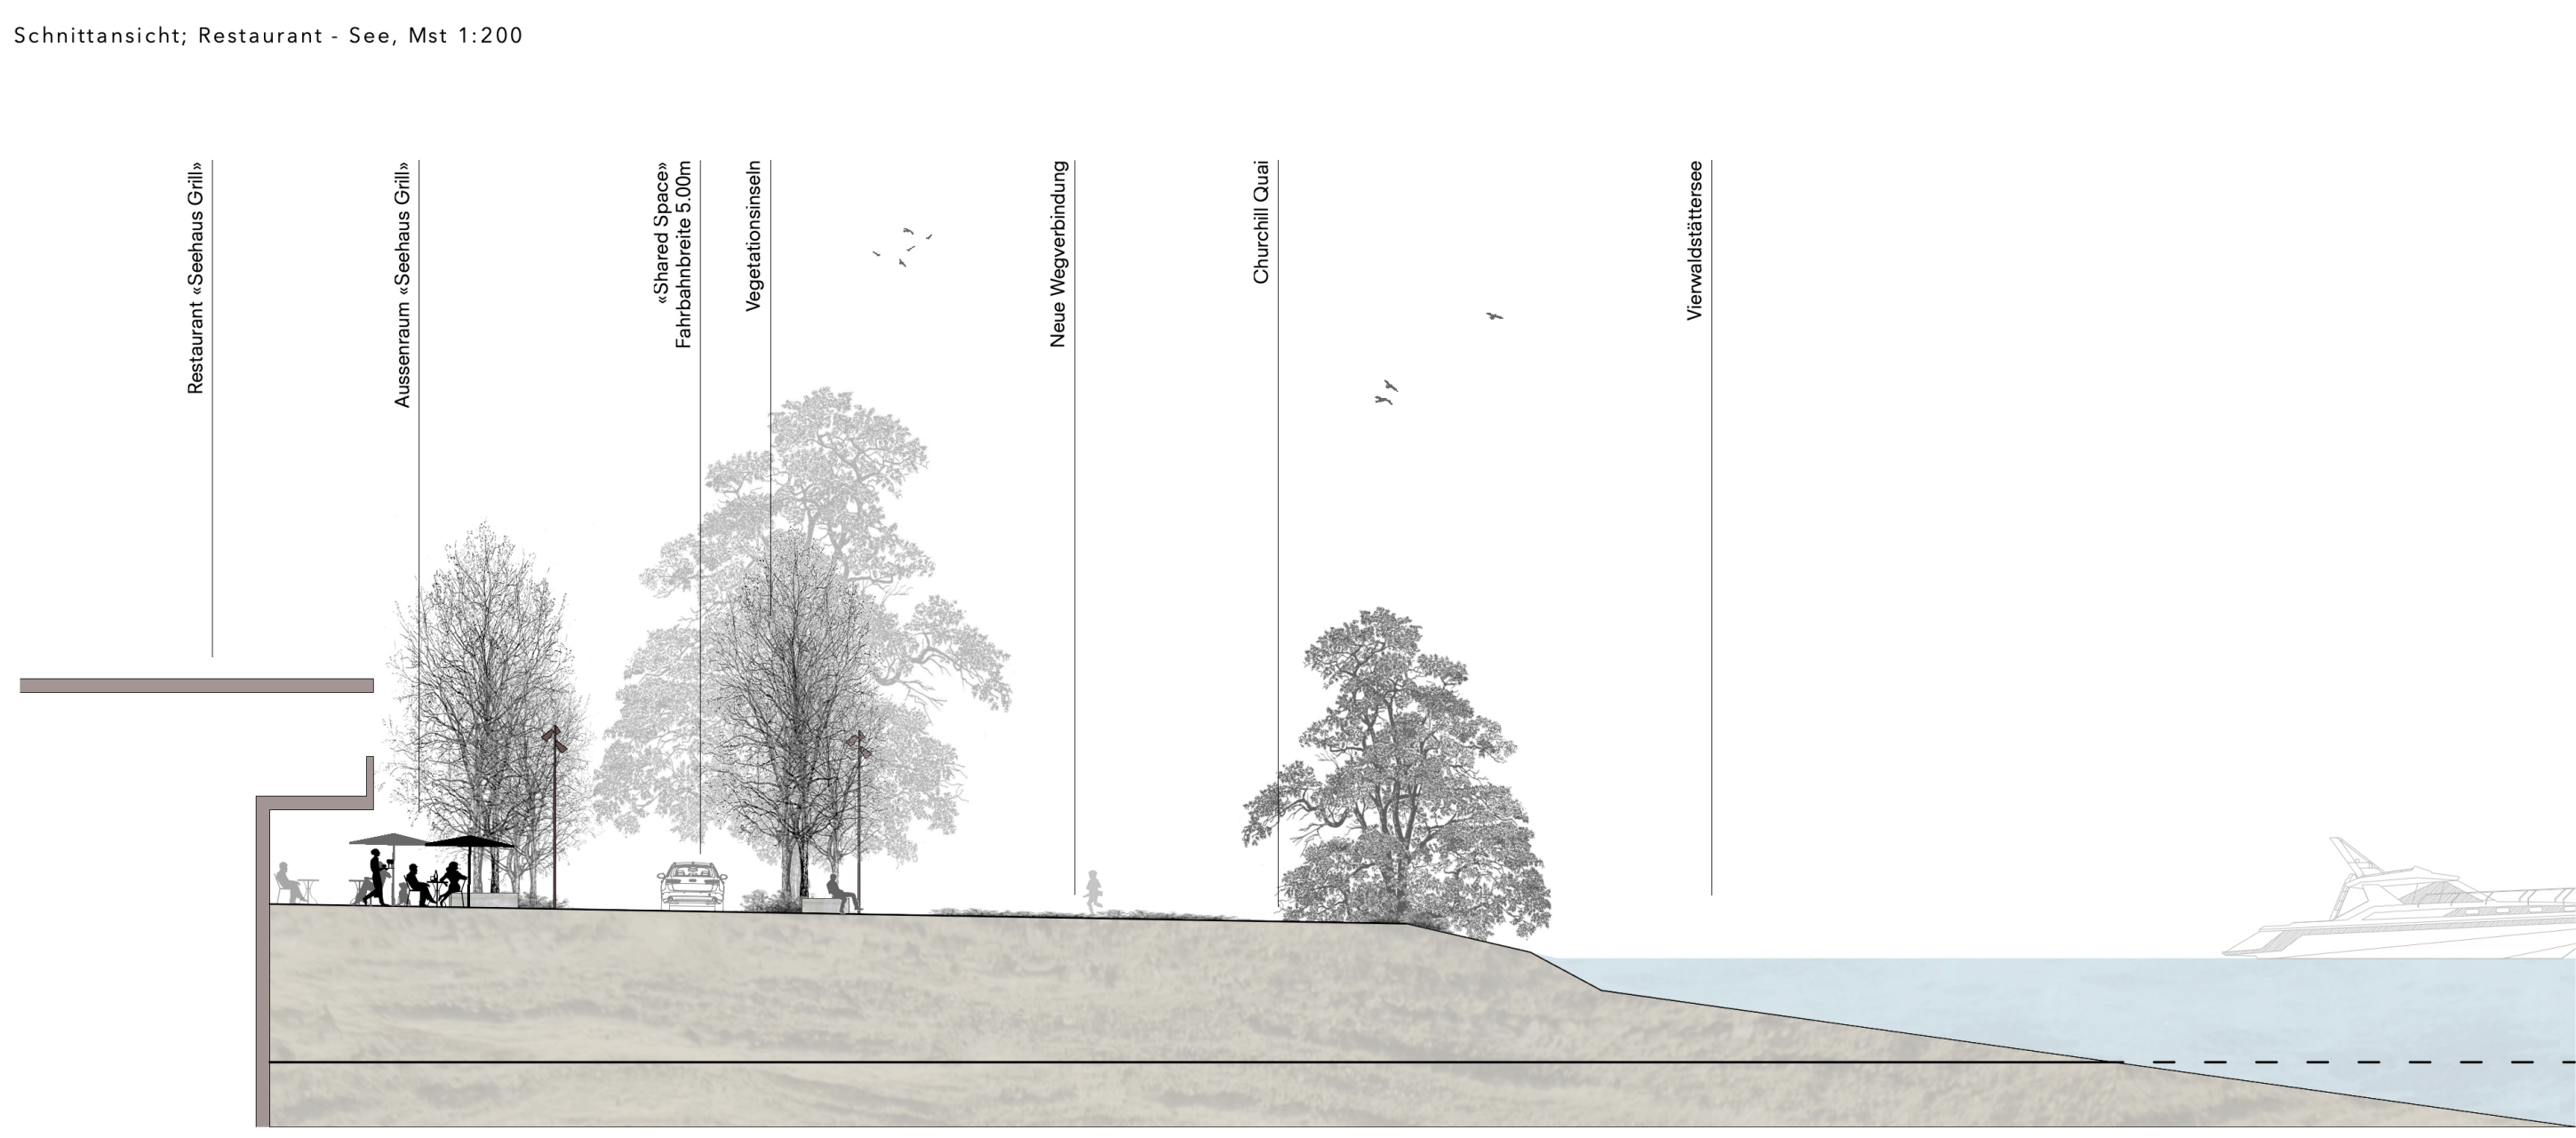 Schnittansicht; Restaurant - See, Mst 1:200
Restaurant «Seehaus Grill»
Aussenraum «Seehaus Grill»
«Shared Space»
Fahrbahnbreite 5.00m
Vegetationsinseln
Neue Wegverbindung
Churchill Quai
Vierwaldstättersee